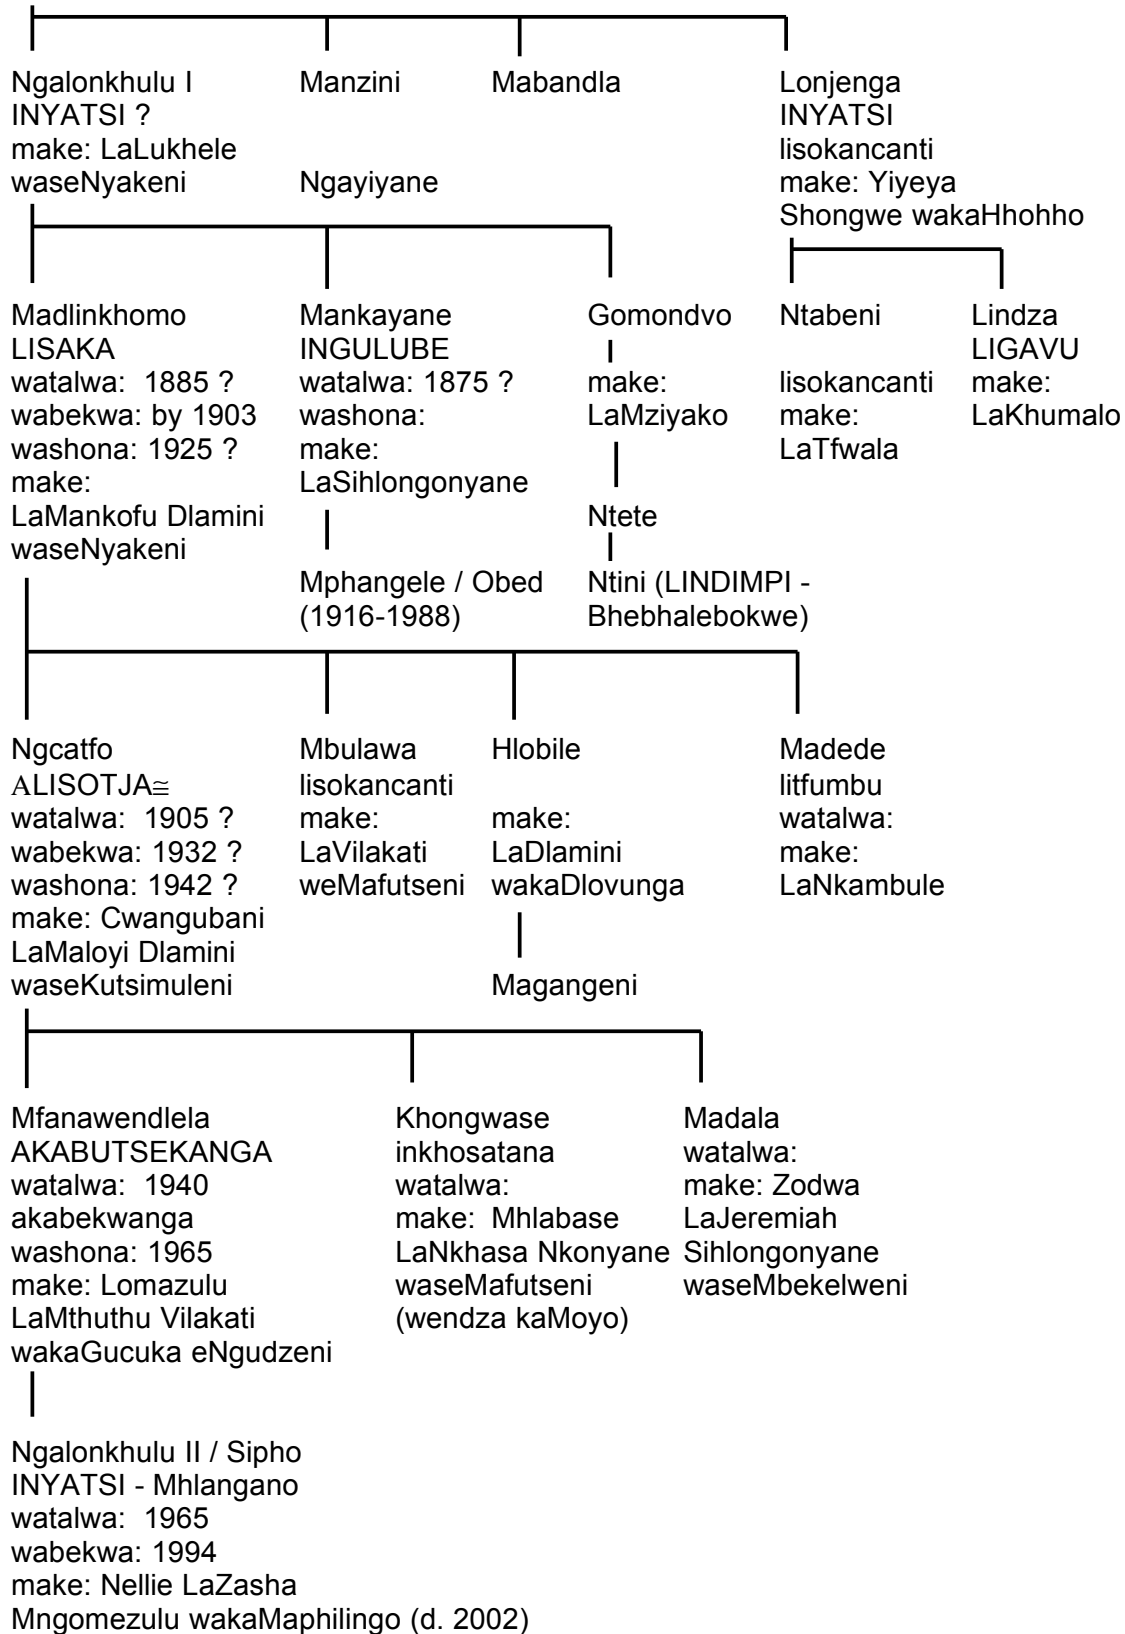 Ngalonkhulu I
INYATSI ?
make: LaLukhele
waseNyakeni
Manzini
Ngayiyane
Mabandla
Lonjenga
INYATSI
lisokancanti
make: Yiyeya
Shongwe wakaHhohho
Madlinkhomo
LISAKA
watalwa: 1885 ?
wabekwa: by 1903
washona: 1925 ?
make:
LaMankofu Dlamini
waseNyakeni
Mankayane
INGULUBE
watalwa: 1875 ?
washona:
make:
LaSihlongonyane
Mphangele / Obed
(1916-1988)
Gomondvo
make:
LaMziyako
Ntete
Ntini (LINDIMPI -
Bhebhalebokwe)
Ntabeni
lisokancanti
make:
LaTfwala
Lindza
LIGAVU
make:
LaKhumalo
Ngcatfo
ΑLISOTJA≅
watalwa: 1905 ?
wabekwa: 1932 ?
washona: 1942 ?
make: Cwangubani
LaMaloyi Dlamini
waseKutsimuleni
Mbulawa
lisokancanti
make:
LaVilakati
weMafutseni
Hlobile
make:
LaDlamini
wakaDlovunga
Magangeni
Madede
litfumbu
watalwa:
make:
LaNkambule
Mfanawendlela
AKABUTSEKANGA
watalwa: 1940
akabekwanga
washona: 1965
make: Lomazulu
LaMthuthu Vilakati
wakaGucuka eNgudzeni
Khongwase
inkhosatana
watalwa:
make: Mhlabase
LaNkhasa Nkonyane
waseMafutseni
(wendza kaMoyo)
Madala
watalwa:
make: Zodwa
LaJeremiah
Sihlongonyane
waseMbekelweni
Ngalonkhulu II / Sipho
INYATSI - Mhlangano
watalwa: 1965
wabekwa: 1994
make: Nellie LaZasha
Mngomezulu wakaMaphilingo (d. 2002)